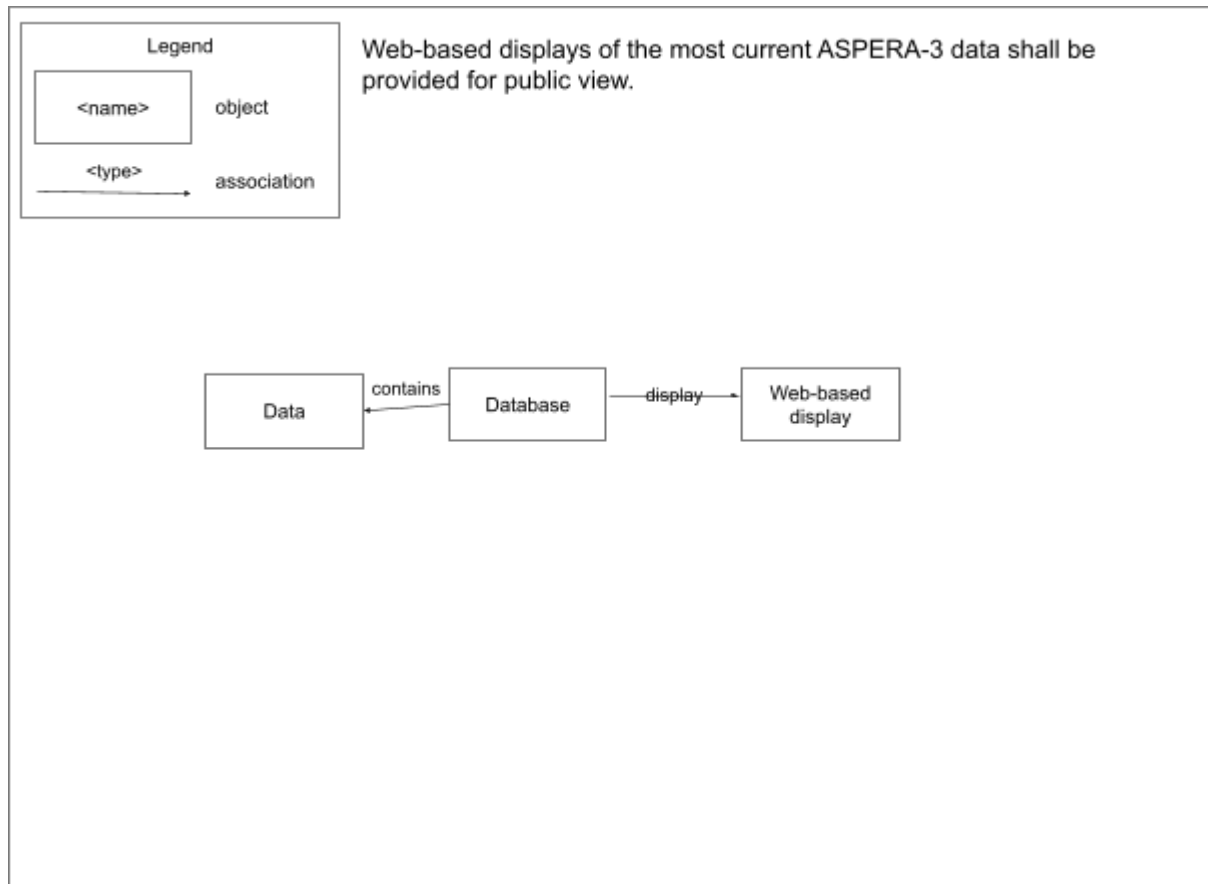 Legend
<name>
object
<type>
association
Web-based displays of the most current ASPERA-3 data shall be
provided for public view.
Data
contains
Database
display
Web-based
display